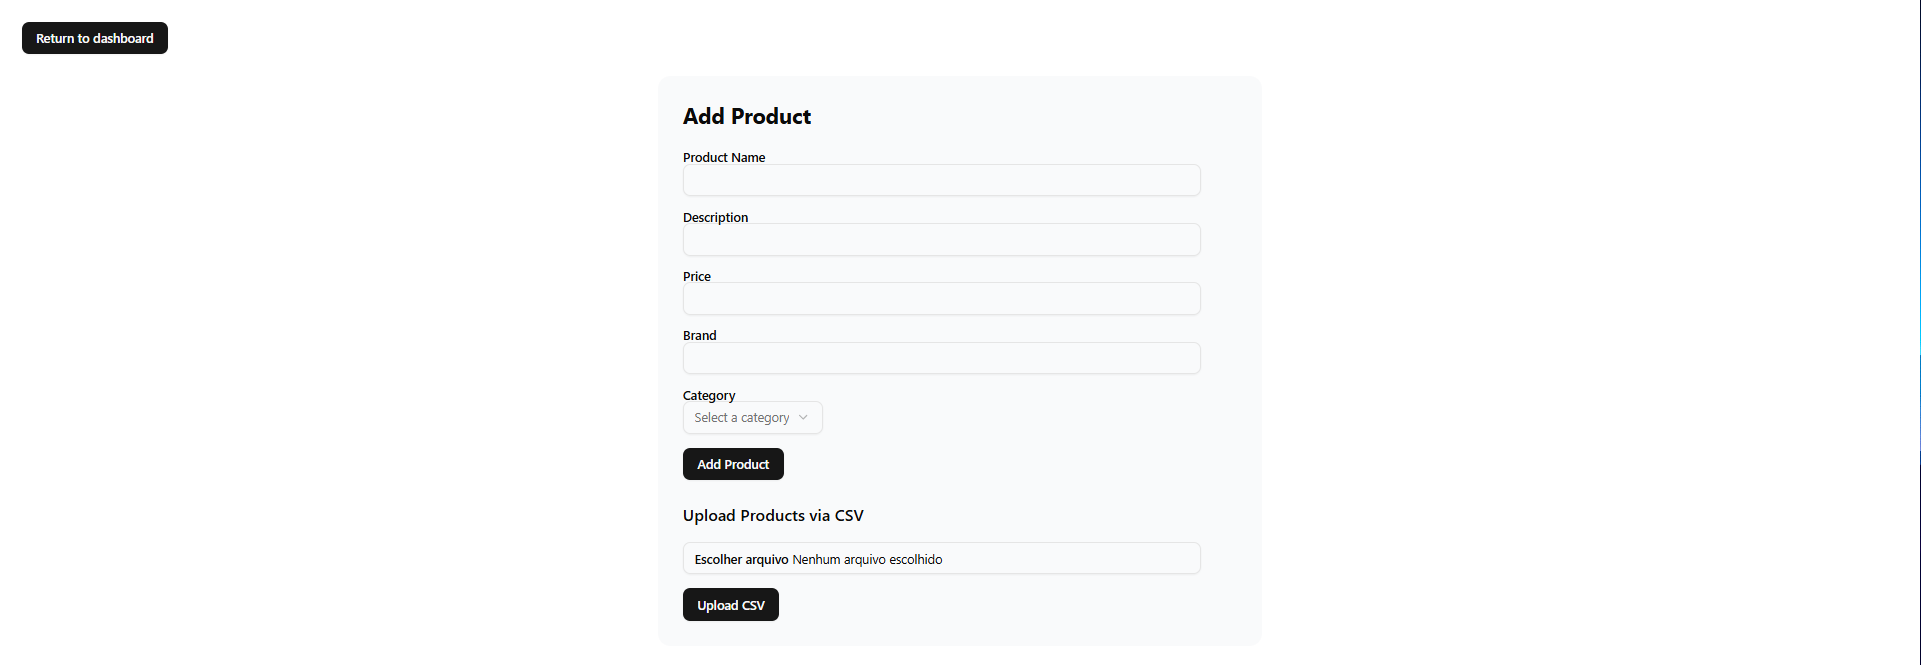 Return to dashboard
Add Product
Product Name
Description
Price
Brand
Category
Select a category
Add Product
Upload Products via CSV
Escolher arquivo Nenhum arquivo escolhido
Upload CSV